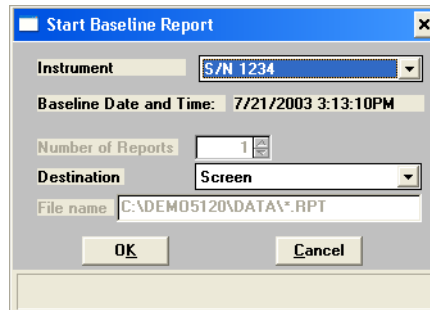 Start Baseline Report
Instrument S/N 1234
Baseline Date and Time: 7/21/2003 3:13:10PM
Number of Reports 1
Destination Screen
File name C:\DEMO5120\DATA\*.RPT
OK Cancel